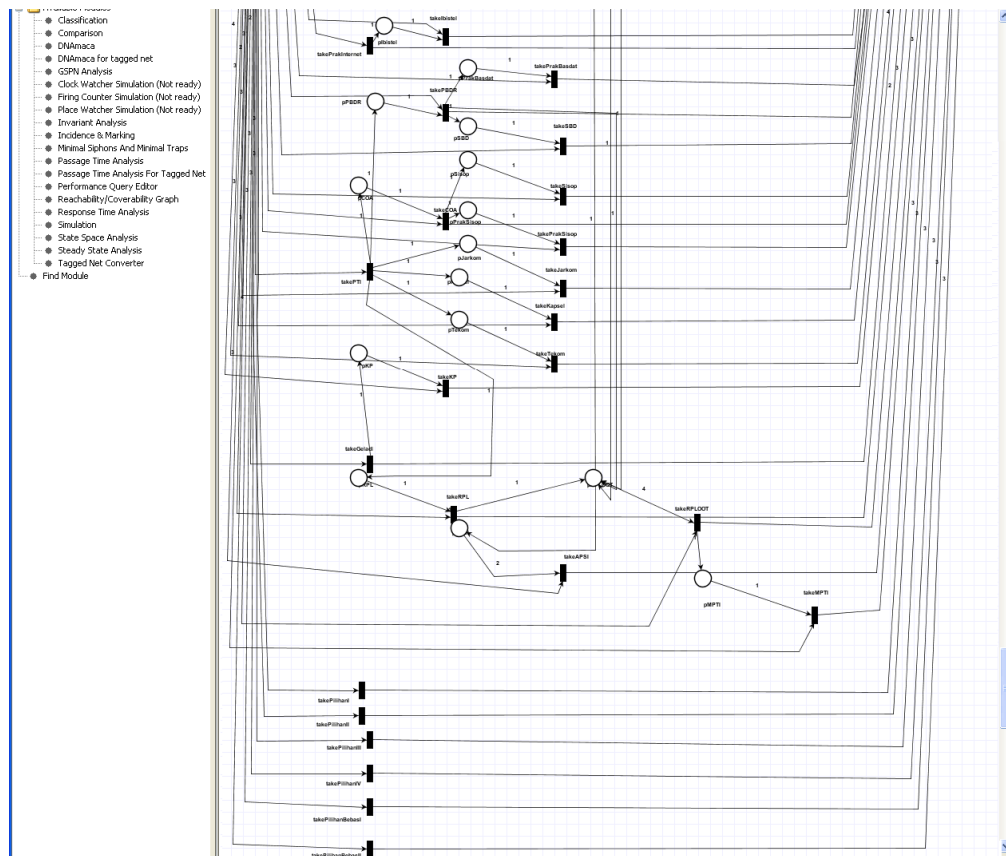 Available Modules
Classification
Comparison
DNAmaca
DNAmaca for tagged net
GSPN Analysis
Clock Watcher Simulation (Not ready)
Firing Counter Simulation (Not ready)
Place Watcher Simulation (Not ready)
Invariant Analysis
Incidence & Marking
Minimal Siphons And Minimal Traps
Passage Time Analysis
Passage Time Analysis For Tagged Net
Performance Query Editor
Reachability/Coverability Graph
Response Time Analysis
Simulation
State Space Analysis
Steady State Analysis
Tagged Net Converter
Find Module
takeIbistel
pIbistel
takePrakInternet
takePrakBasdat
pPrakBasdat
takePBDR
pPBDR
takeSBD
pSBD
pSisop
takeSisop
pCOA
takeCOA
pPrakSisop
takePrakSisop
pJarkom
takeJarkom
takePTI
takeKapsel
pTekom
takeTekom
pKP
takeKP
takeGeladi
takeRPL
takeRPLOOT
takeAPSI
pMPTI
takeMPTI
takePilihanI
takePilihanII
takePilihanIII
takePilihanIV
takePilihanBebasI
takePilihanBebasII